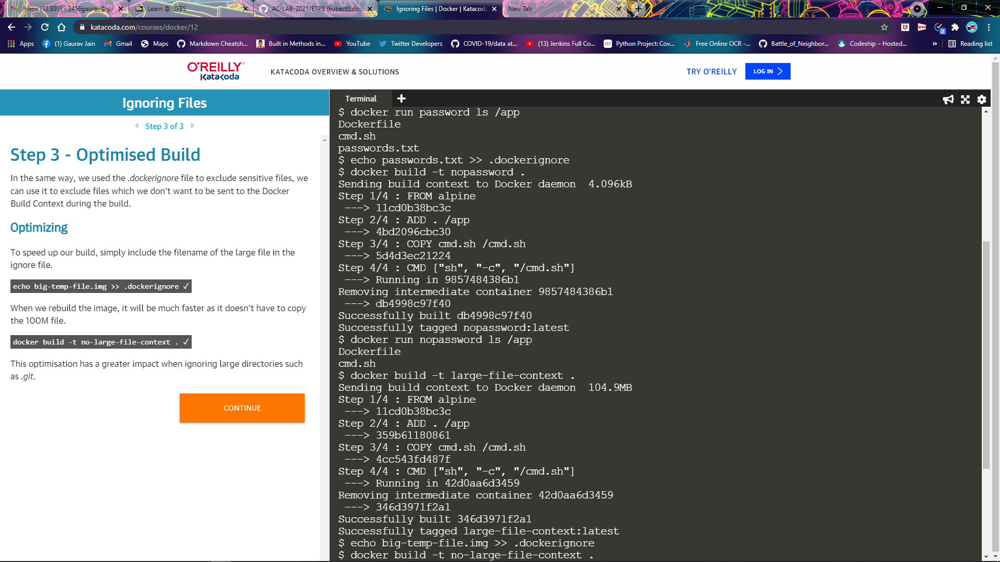 Inbox (12,895) - 3456gaurav@g
Learn @ UPES
AC-LAB-2021/EXP8 (kubectl).do
Ignoring Files | Docker | Katacoda
New Tab
katacoda.com/courses/docker/12
2
Apps
(1) Gaurav Jain
Gmail
Maps
Markdown Cheatsh...
Built in Methods in...
YouTube
Twitter Developers
COVID-19/data at...
(13) Jenkins Full Co...
Python Project: Cov...
Free Online OCR -...
Battle_of_Neighbor...
Codeship – Hosted...
»
Reading list
O'REILLY®
KataKoda
KATACODA OVERVIEW & SOLUTIONS
TRY O'REILLY
LOG IN
Ignoring Files
Step 3 of 3
Step 3 - Optimised Build
In the same way, we used the .dockerignore file to exclude sensitive files, we
can use it to exclude files which we don't want to be sent to the Docker
Build Context during the build.
Optimizing
To speed up our build, simply include the filename of the large file in the
ignore file.
echo big-temp-file.img >> .dockerignore ✓
When we rebuild the image, it will be much faster as it doesn't have to copy
the 100M file.
docker build -t no-large-file-context . ✓
This optimisation has a greater impact when ignoring large directories such
as .git.
CONTINUE
Terminal
$ docker run password ls /app
Dockerfile
cmd.sh
passwords.txt
$ echo passwords.txt >> .dockerignore
$ docker build -t nopassword .
Sending build context to Docker daemon  4.096kB
Step 1/4 : FROM alpine
 ---> 11cd0b38bc3c
Step 2/4 : ADD . /app
 ---> 4bd2096cbc30
Step 3/4 : COPY cmd.sh /cmd.sh
 ---> 5d4d3ec21224
Step 4/4 : CMD ["sh", "-c", "/cmd.sh"]
 ---> Running in 9857484386b1
Removing intermediate container 9857484386b1
 ---> db4998c97f40
Successfully built db4998c97f40
Successfully tagged nopassword:latest
$ docker run nopassword ls /app
Dockerfile
cmd.sh
$ docker build -t large-file-context .
Sending build context to Docker daemon  104.9MB
Step 1/4 : FROM alpine
 ---> 11cd0b38bc3c
Step 2/4 : ADD . /app
 ---> 359b61180861
Step 3/4 : COPY cmd.sh /cmd.sh
 ---> 4cc543fd487f
Step 4/4 : CMD ["sh", "-c", "/cmd.sh"]
 ---> Running in 42d0aa6d3459
Removing intermediate container 42d0aa6d3459
 ---> 346d3971f2a1
Successfully built 346d3971f2a1
Successfully tagged large-file-context:latest
$ echo big-temp-file.img >> .dockerignore
$ docker build -t no-large-file-context .